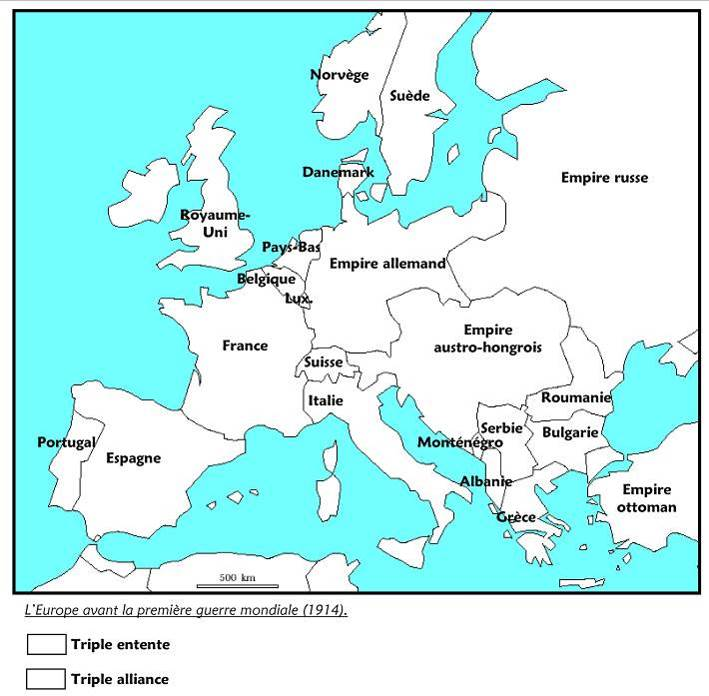 Norvège
Suède
Danemark
Empire russe
Royaume-
Uni
Pays-Bas
Empire allemand
Belgique
Lux.
Empire
austro-hongrois
France
Suisse
Italie
Roumanie
Serbie
Bulgarie
Monténégro
Portugal
Espagne
Albanie
Empire
ottoman
Grèce
500 km
L'Europe avant la première guerre mondiale (1914).
Triple entente
Triple alliance